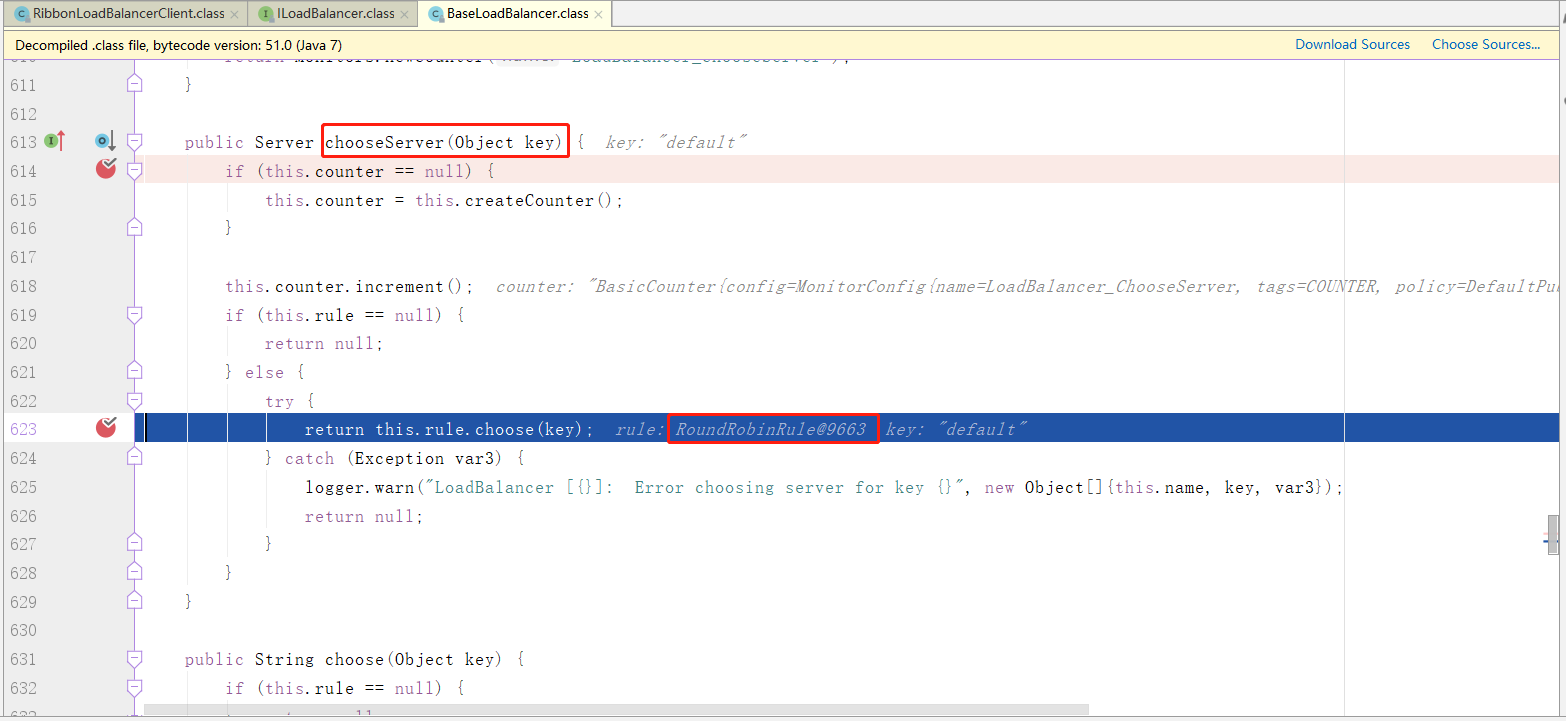 RibbonLoadBalancerClient.class ILoadBalancer.class BaseLoadBalancer.class
Decompiled .class file, bytecode version: 51.0 (Java 7) Download Sources Choose Sources...
611 }
612
613 public Server chooseServer(Object key) { key: "default"
614 if (this.counter == null) {
615 this.counter = this.createCounter();
616 }
617
618 this.counter.increment(); counter: "BasicCounter{config=MonitorConfig{name=LoadBalancer_ChooseServer, tags=COUNTER, policy=DefaultPu
619 if (this.rule == null) {
620 return null;
621 } else {
622 try {
623 return this.rule.choose(key); rule: RoundRobinRule@9663 key: "default"
624 } catch (Exception var3) {
625 logger.warn("LoadBalancer [{}]:  Error choosing server for key {}", new Object[]{this.name, key, var3});
626 return null;
627 }
628 }
629 }
630
631 public String choose(Object key) {
632 if (this.rule == null) {